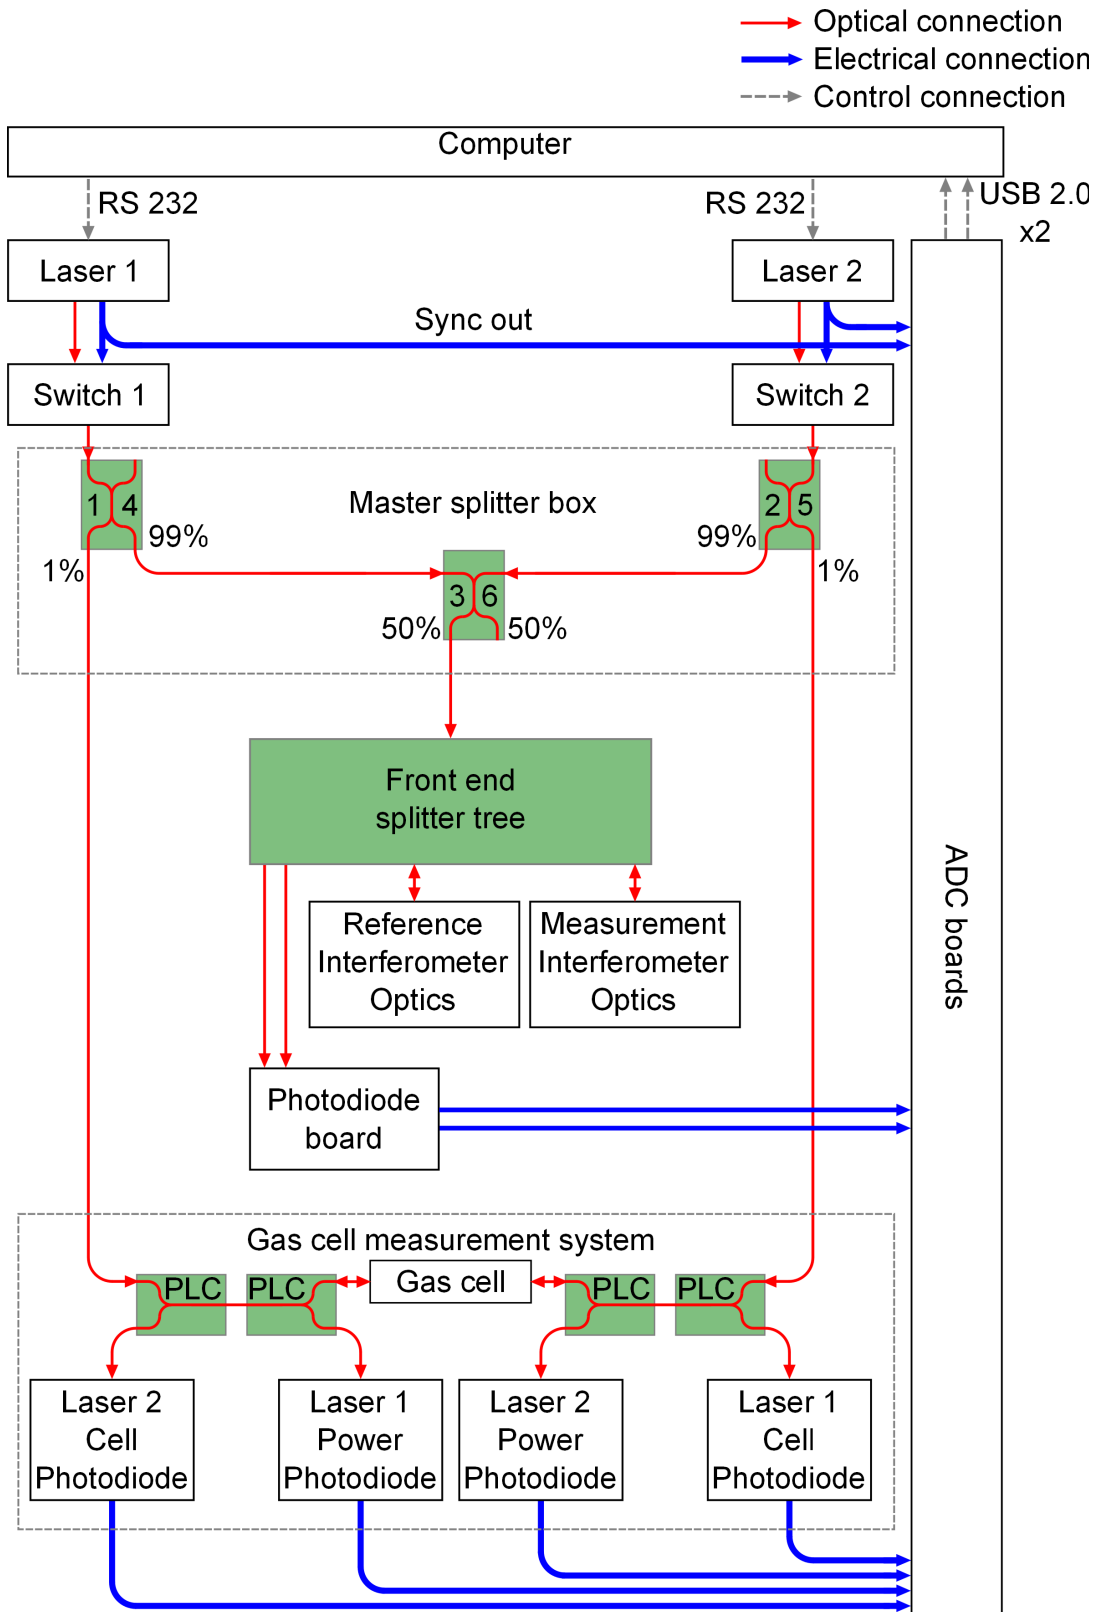 Optical connection
Electrical connection
Control connection
Computer
RS 232
RS 232
USB 2.0
x2
Laser 1
Laser 2
Sync out
Switch 1
Switch 2
1 4
Master splitter box
2 5
99%
99%
1%
1%
3 6
50%
50%
Front end
splitter tree
ADC boards
Reference
Interferometer
Optics
Measurement
Interferometer
Optics
Photodiode
board
Gas cell measurement system
PLC
PLC
Gas cell
PLC
PLC
Laser 2
Cell
Photodiode
Laser 1
Power
Photodiode
Laser 2
Power
Photodiode
Laser 1
Cell
Photodiode